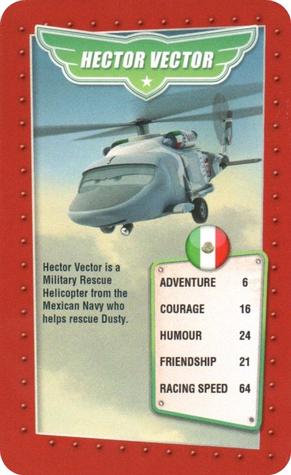 HECTOR VECTOR
Hector Vector is a
Military Rescue
Helicopter from the
Mexican Navy who
helps rescue Dusty.
ADVENTURE 6
COURAGE 16
HUMOUR 24
FRIENDSHIP 21
RACING SPEED 64